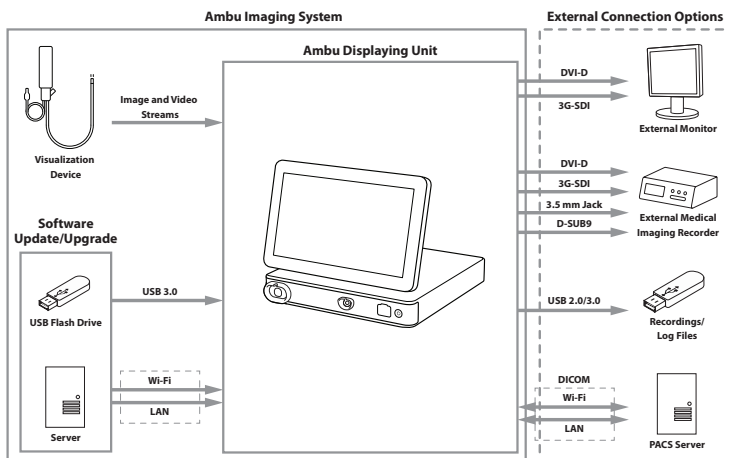 Ambu Imaging System
External Connection Options
Ambu Displaying Unit
Image and Video
Streams
Visualization
Device
Software
Update/Upgrade
USB Flash Drive
USB 3.0
Server
Wi-Fi
LAN
DVI-D
3G-SDI
External Monitor
DVI-D
3G-SDI
3.5 mm Jack
D-SUB9
External Medical
Imaging Recorder
USB 2.0/3.0
Recordings/
Log Files
DICOM
Wi-Fi
LAN
PACS Server